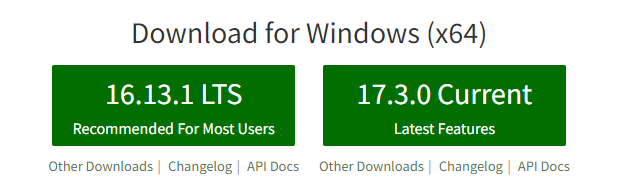 Download for Windows (x64)
16.13.1 LTS
Recommended For Most Users
17.3.0 Current
Latest Features
Other Downloads | Changelog | API Docs
Other Downloads | Changelog | API Docs